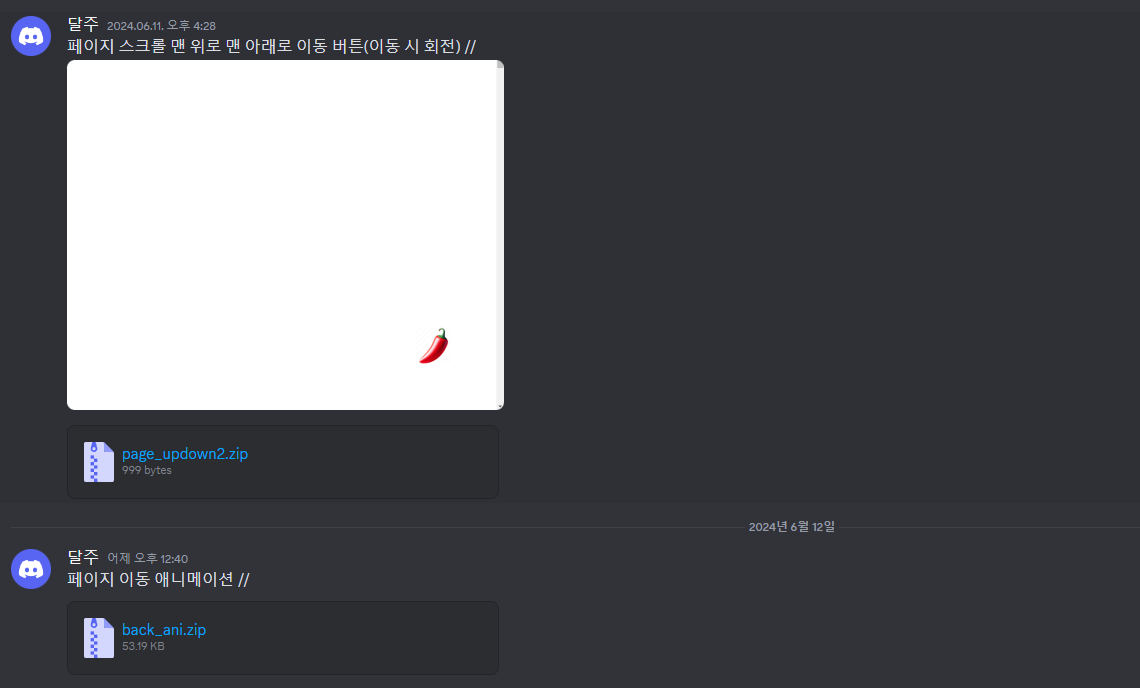 달주 2024.06.11. 오후 4:28
페이지 스크롤 맨 위로 맨 아래로 이동 버튼(이동 시 회전) //
page_updown2.zip
999 bytes
2024년 6월 12일
달주 어제 오후 12:40
페이지 이동 애니메이션 //
back_ani.zip
53.19 KB